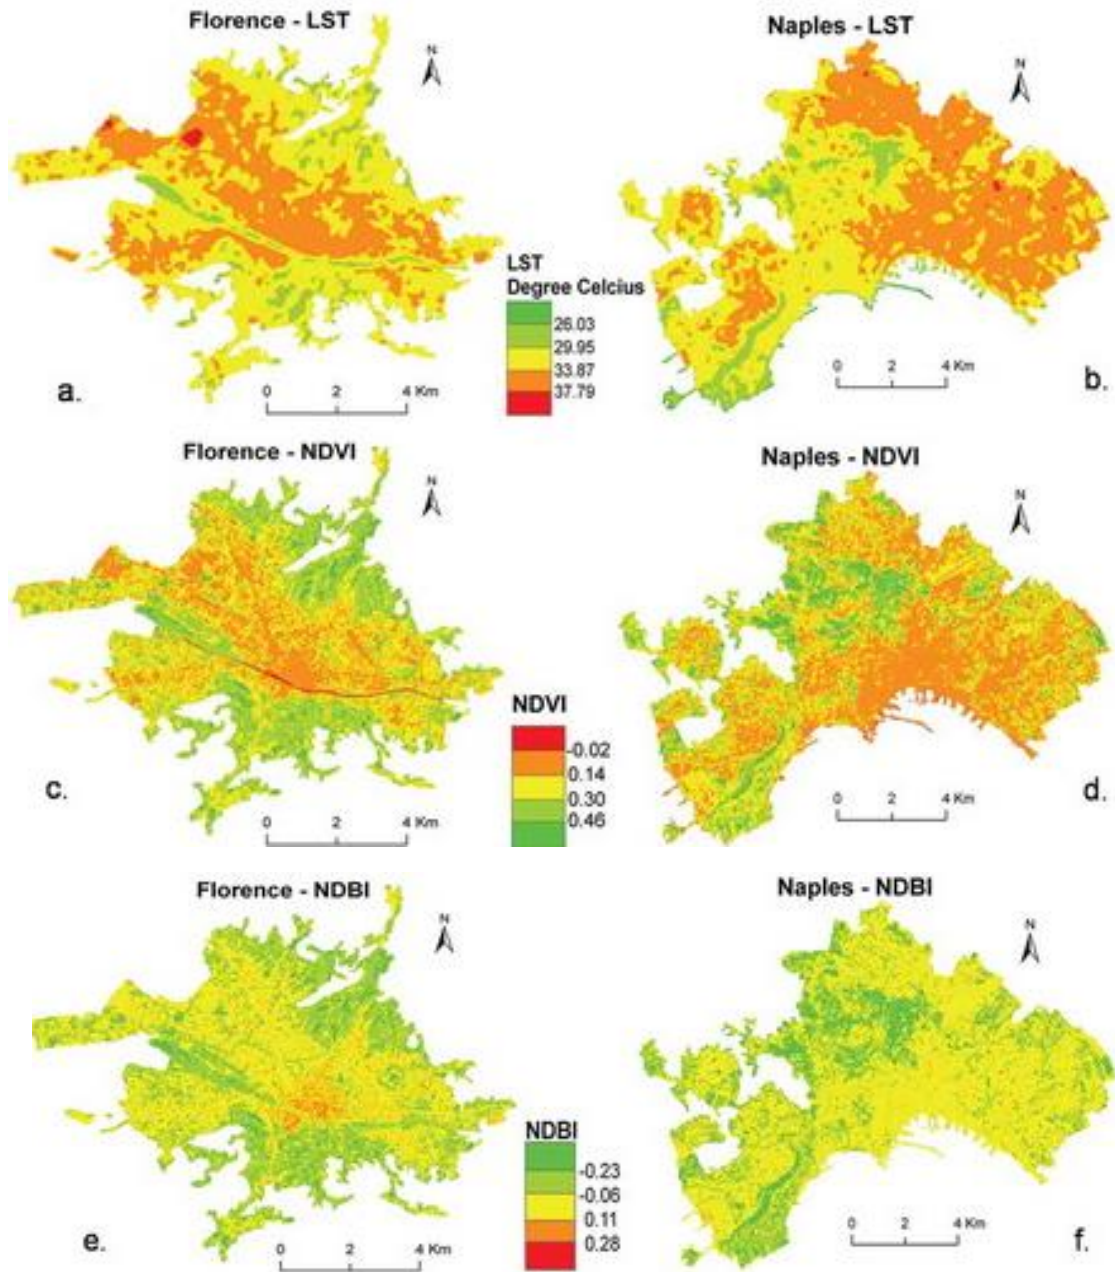 Florence - LST
Naples - LST
N
N
LST
Degree Celcius
26.03
29.95
33.87
37.79
0 2 4 Km
0 2 4 Km
a.
b.
Florence - NDVI
Naples - NDVI
N
N
NDVI
-0.02
0.14
0.30
0.46
c.
d.
0 2 4 Km
0 2 4 Km
Florence - NDBI
Naples - NDBI
N
N
NDBI
-0.23
-0.06
0.11
0.28
e.
f.
0 2 4 Km
0 2 4 Km